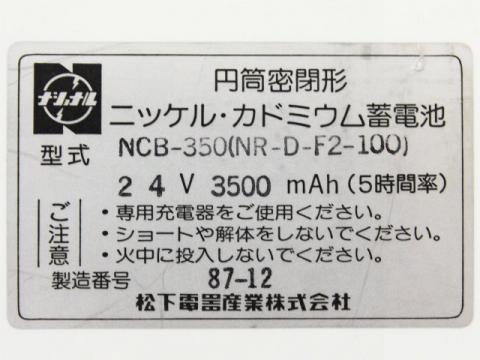 ナショナル
円筒密閉形
ニッケル・カドミウム蓄電池
型式 NCB-350(NR-D-F2-100)
24V 3500 mAh(5時間率)
ご注意
・専用充電器をご使用ください。
・ショートや解体をしないでください。
・火中に投入しないでください。
製造番号 87-12
松下電器産業株式会社